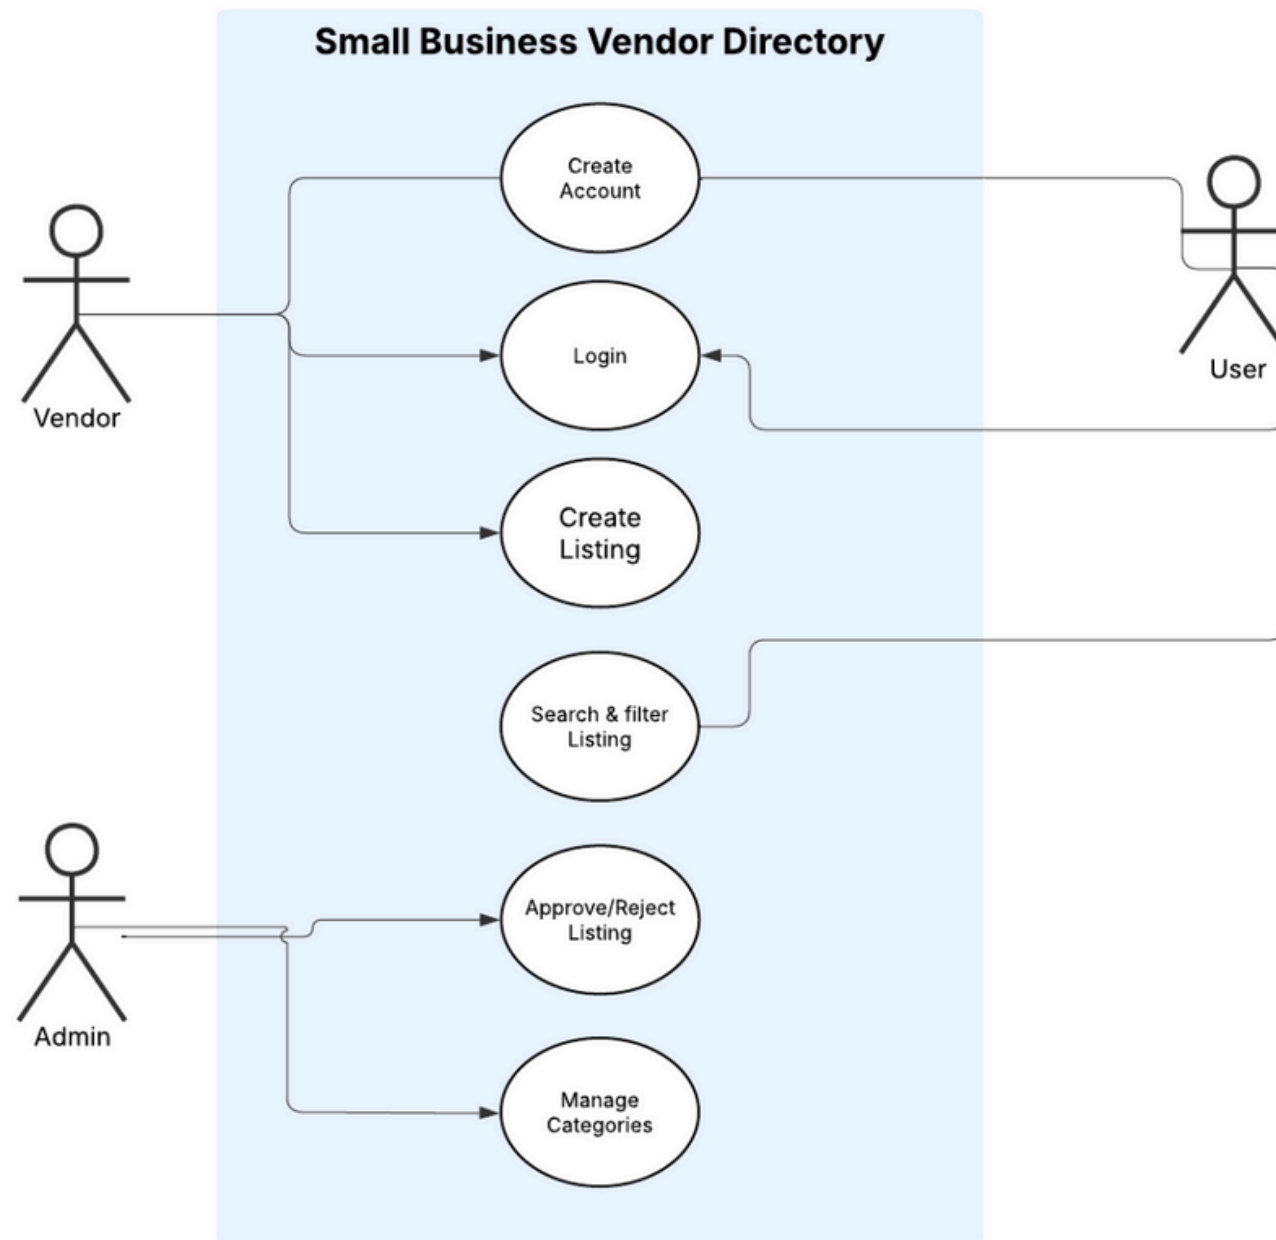 Small Business Vendor Directory
Create
Account
Vendor
Login
User
Create
Listing
Search & filter
Listing
Approve/Reject
Listing
Admin
Manage
Categories